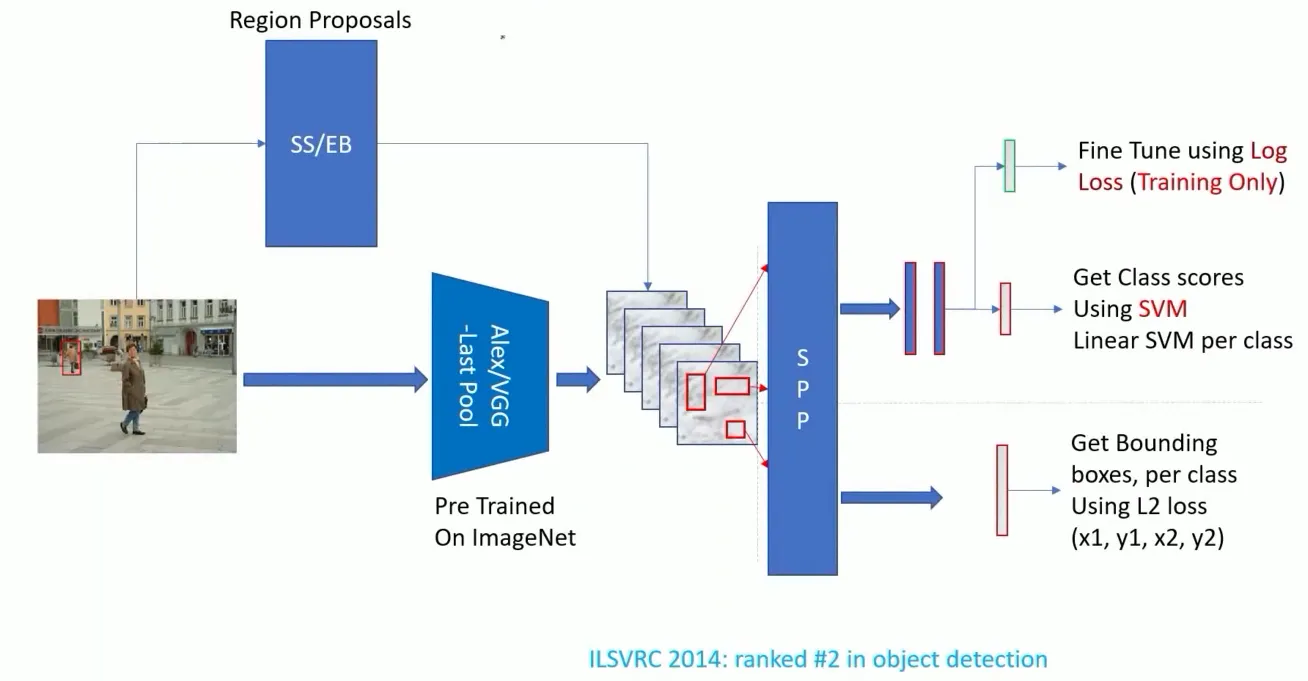 Region Proposals
SS/EB
Fine Tune using Log
Loss (Training Only)
Alex/VGG
-Last Pool
Pre Trained
On ImageNet
S
P
P
Get Class scores
Using SVM
Linear SVM per class
Get Bounding
boxes, per class
Using L2 loss
(x1, y1, x2, y2)
ILSVRC 2014: ranked #2 in object detection